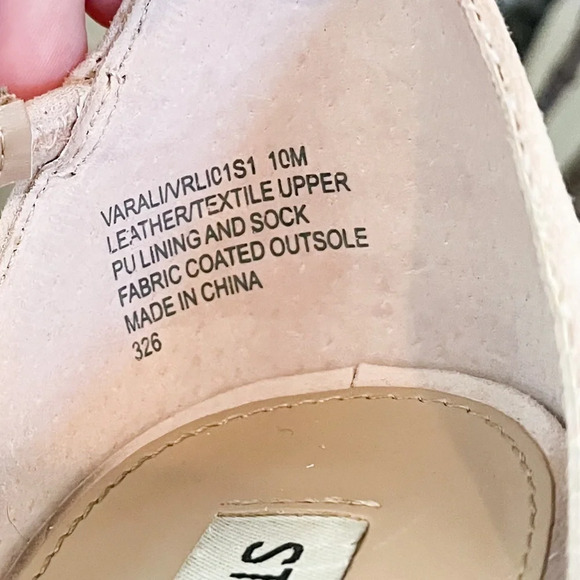 VARALI/VRLI01S1 10M
LEATHER/TEXTILE UPPER
PU LINING AND SOCK
FABRIC COATED OUTSOLE
MADE IN CHINA
326